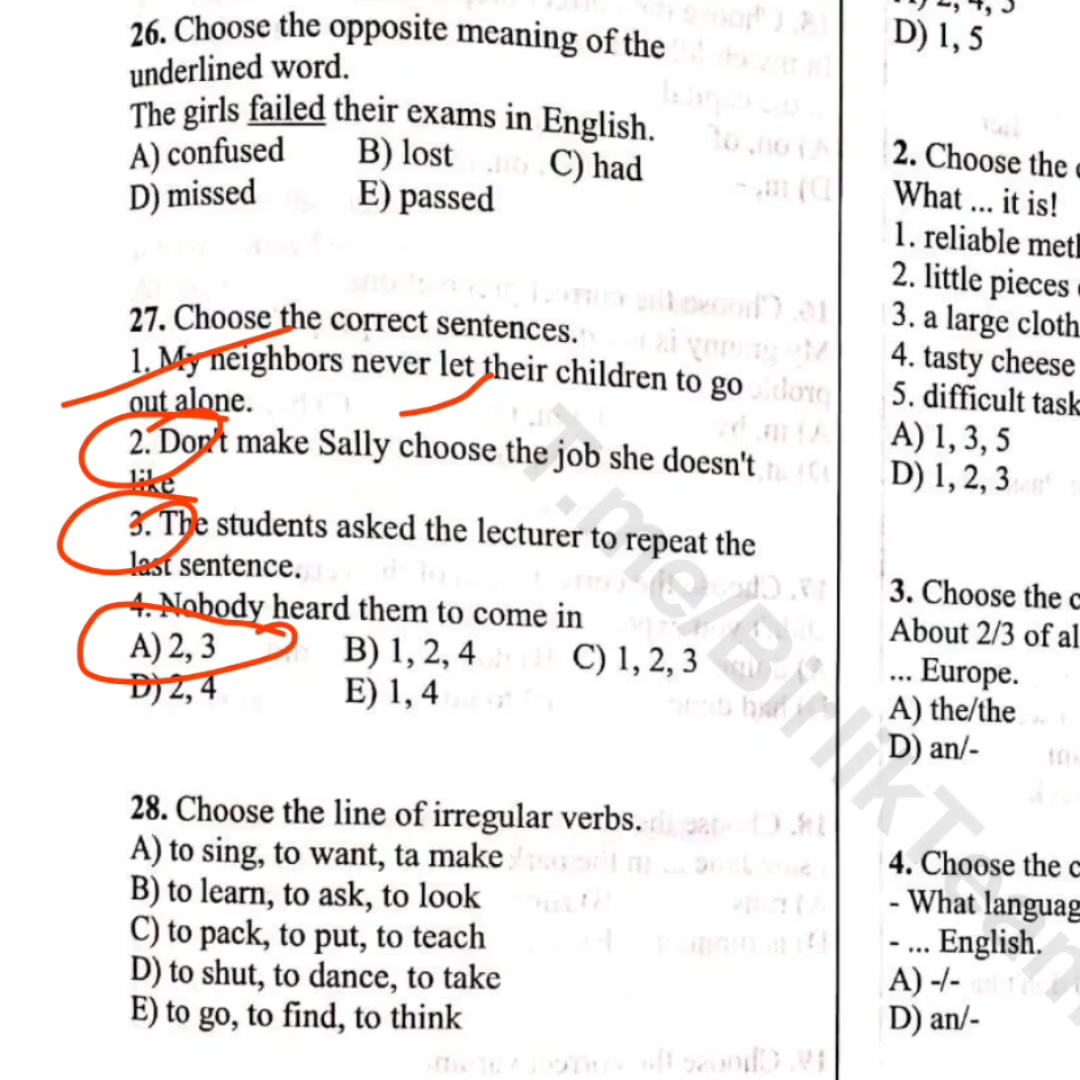 26. Choose the opposite meaning of the
underlined word.
The girls failed their exams in English.
A) confused B) lost C) had
D) missed E) passed
27. Choose the correct sentences.
1. My neighbors never let their children to go
out alone.
2. Don't make Sally choose the job she doesn't
like
3. The students asked the lecturer to repeat the
last sentence.
4. Nobody heard them to come in
A) 2, 3 B) 1, 2, 4 C) 1, 2, 3
D) 2, 4 E) 1, 4
28. Choose the line of irregular verbs.
A) to sing, to want, ta make
B) to learn, to ask, to look
C) to pack, to put, to teach
D) to shut, to dance, to take
E) to go, to find, to think
D) 1, 5
2. Choose the
What ... it is!
1. reliable
2. little pieces
3. a large cloth
4. tasty cheese
5. difficult task
A) 1, 3, 5
D) 1, 2, 3
3. Choose the
About 2/3 of
... Europe.
A) the/the
D) an/-
4. Choose the
- What
- ... English.
A) -/-
D) an/-
T.me/BirlikTeam